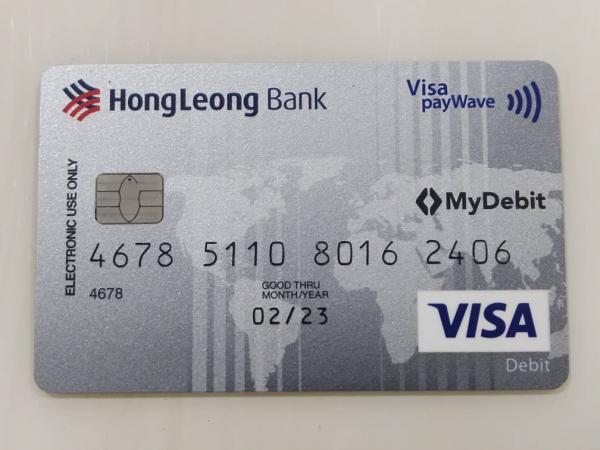 HongLeong Bank
Visa
payWave
ELECTRONIC USE ONLY
MyDebit
4678 5110 8016 2406
4678
GOOD THRU
MONTH/YEAR
02/23
VISA
Debit